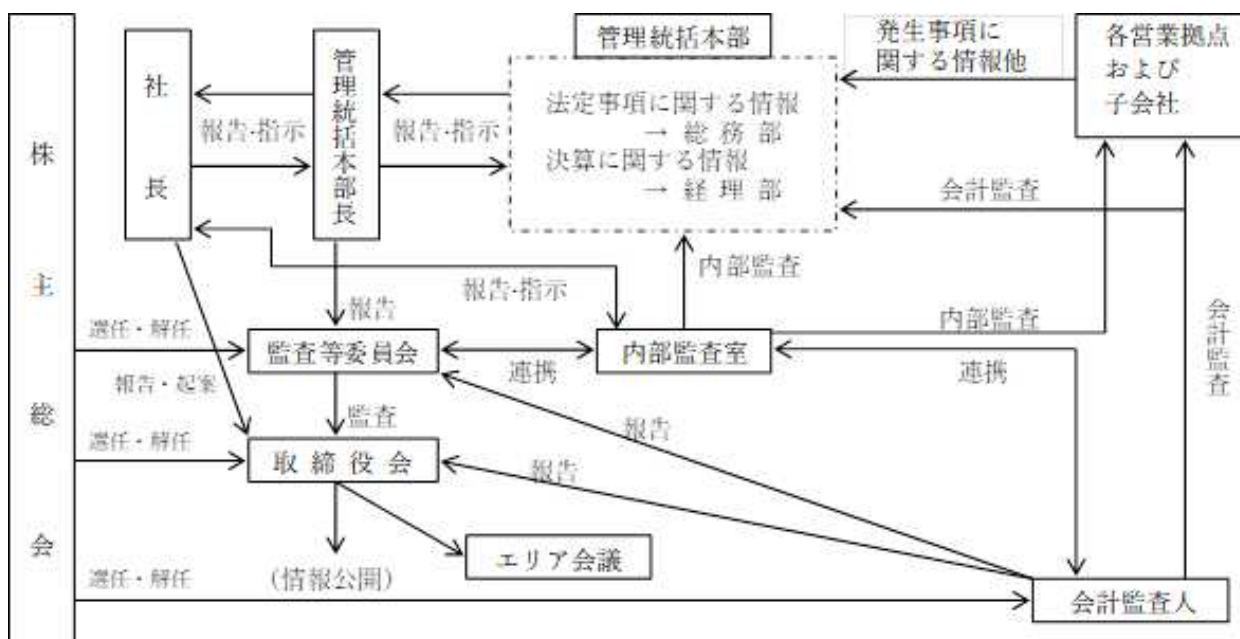 株主総会
社長
管理統括本部長
管理統括本部
発生事項に
関する情報他
各営業拠点
および
子会社
法定事項に関する情報
→ 総務部
決算に関する情報
→ 経理部
報告・指示
報告・指示
会計監査
内部監査
報告・指示
報告
選任・解任
監査等委員会
連携
内部監査室
内部監査
連携
会計監査
報告・起案
監査
報告
選任・解任
取締役会
報告
エリア会議
(情報公開)
選任・解任
会計監査人